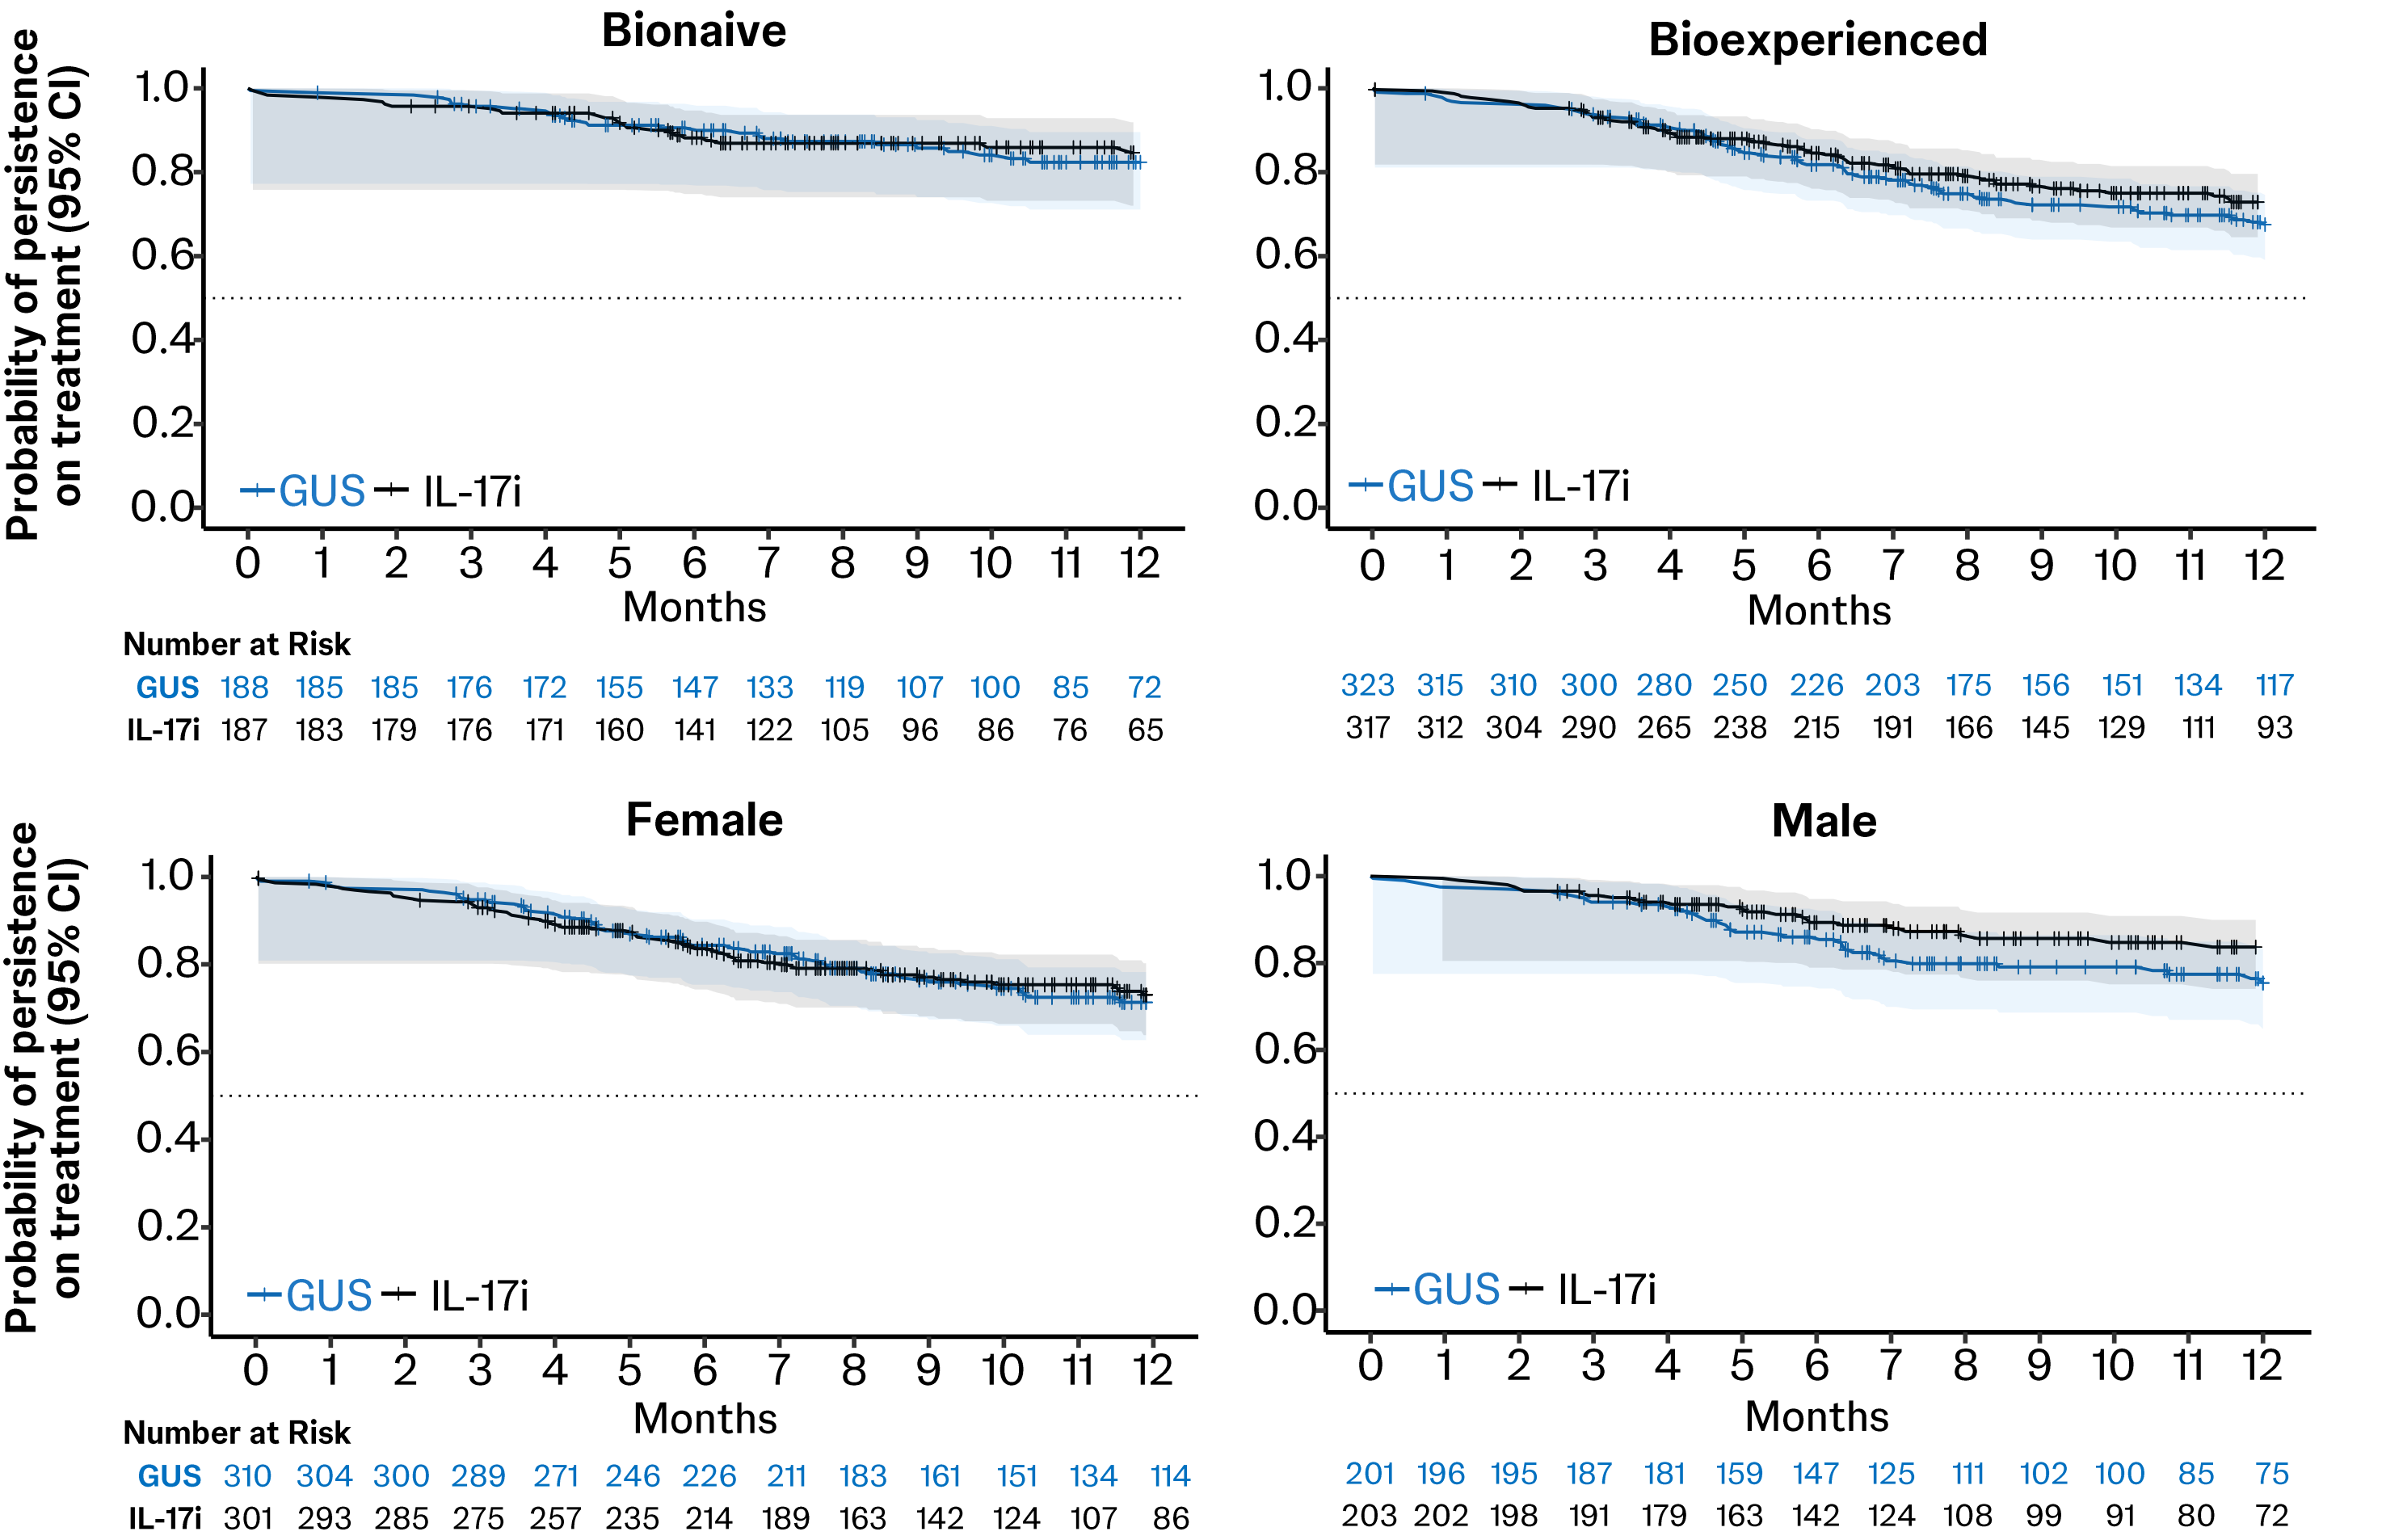 Bionaive
Probability of persistence
on treatment (95% CI)
1.0
0.8
0.6
0.4
0.2
0.0
GUS IL-17i
0 1 2 3 4 5 6 7 8 9 10 11 12
Months
Number at Risk
GUS 188 185 185 176 172 155 147 133 119 107 100 85 72
IL-17i 187 183 179 176 171 160 141 122 105 96 86 76 65
Bioexperienced
1.0
0.8
0.6
0.4
0.2
0.0
GUS IL-17i
0 1 2 3 4 5 6 7 8 9 10 11 12
Months
323 315 310 300 280 250 226 203 175 156 151 134 117
317 312 304 290 265 238 215 191 166 145 129 111 93
Female
Probability of persistence
on treatment (95% CI)
1.0
0.8
0.6
0.4
0.2
0.0
GUS IL-17i
0 1 2 3 4 5 6 7 8 9 10 11 12
Months
Number at Risk
GUS 310 304 300 289 271 246 226 211 183 161 151 134 114
IL-17i 301 293 285 275 257 235 214 189 163 142 124 107 86
Male
1.0
0.8
0.6
0.4
0.2
0.0
GUS IL-17i
0 1 2 3 4 5 6 7 8 9 10 11 12
Months
201 196 195 187 181 159 147 125 111 102 100 85 75
203 202 198 191 179 163 142 124 108 99 91 80 72